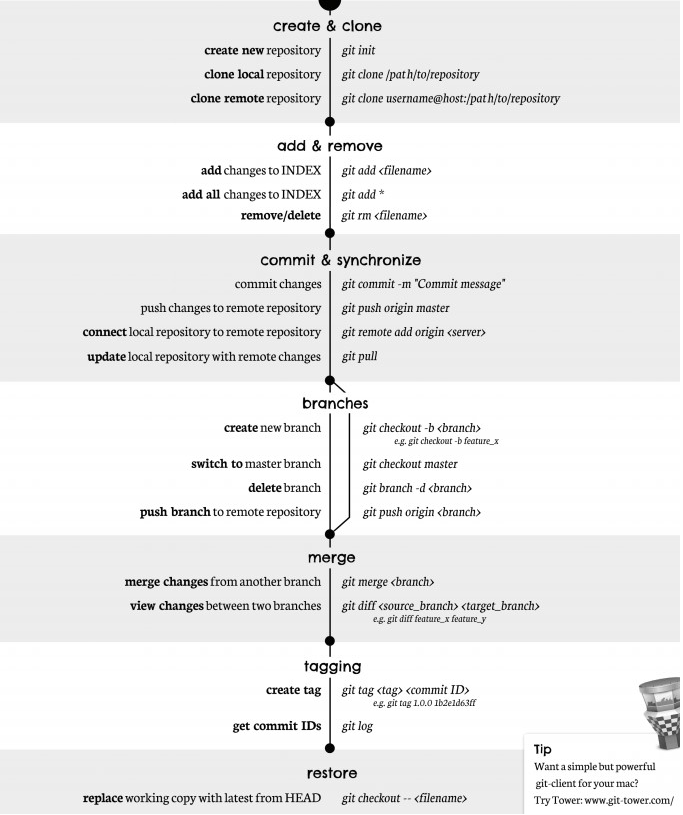 create & clone
create new repository git init
clone local repository git clone /path/to/repository
clone remote repository git clone username@host:/path/to/repository
add & remove
add changes to INDEX git add <filename>
add all changes to INDEX git add *
remove/delete git rm <filename>
commit & synchronize
commit changes git commit -m "Commit message"
push changes to remote repository git push origin master
connect local repository to remote repository git remote add origin <server>
update local repository with remote changes git pull
branches
create new branch git checkout -b <branch>
e.g. git checkout -b feature_x
switch to master branch git checkout master
delete branch git branch -d <branch>
push branch to remote repository git push origin <branch>
merge
merge changes from another branch git merge <branch>
view changes between two branches git diff <source_branch> <target_branch>
e.g. git diff feature_x feature_y
tagging
create tag git tag <tag> <commit ID>
e.g. git tag 1.0.0 1b2e1d63ff
get commit IDs git log
restore
replace working copy with latest from HEAD git checkout -- <filename>
Tip
Want a simple but powerful
git-client for your mac?
Try Tower: www.git-tower.com/